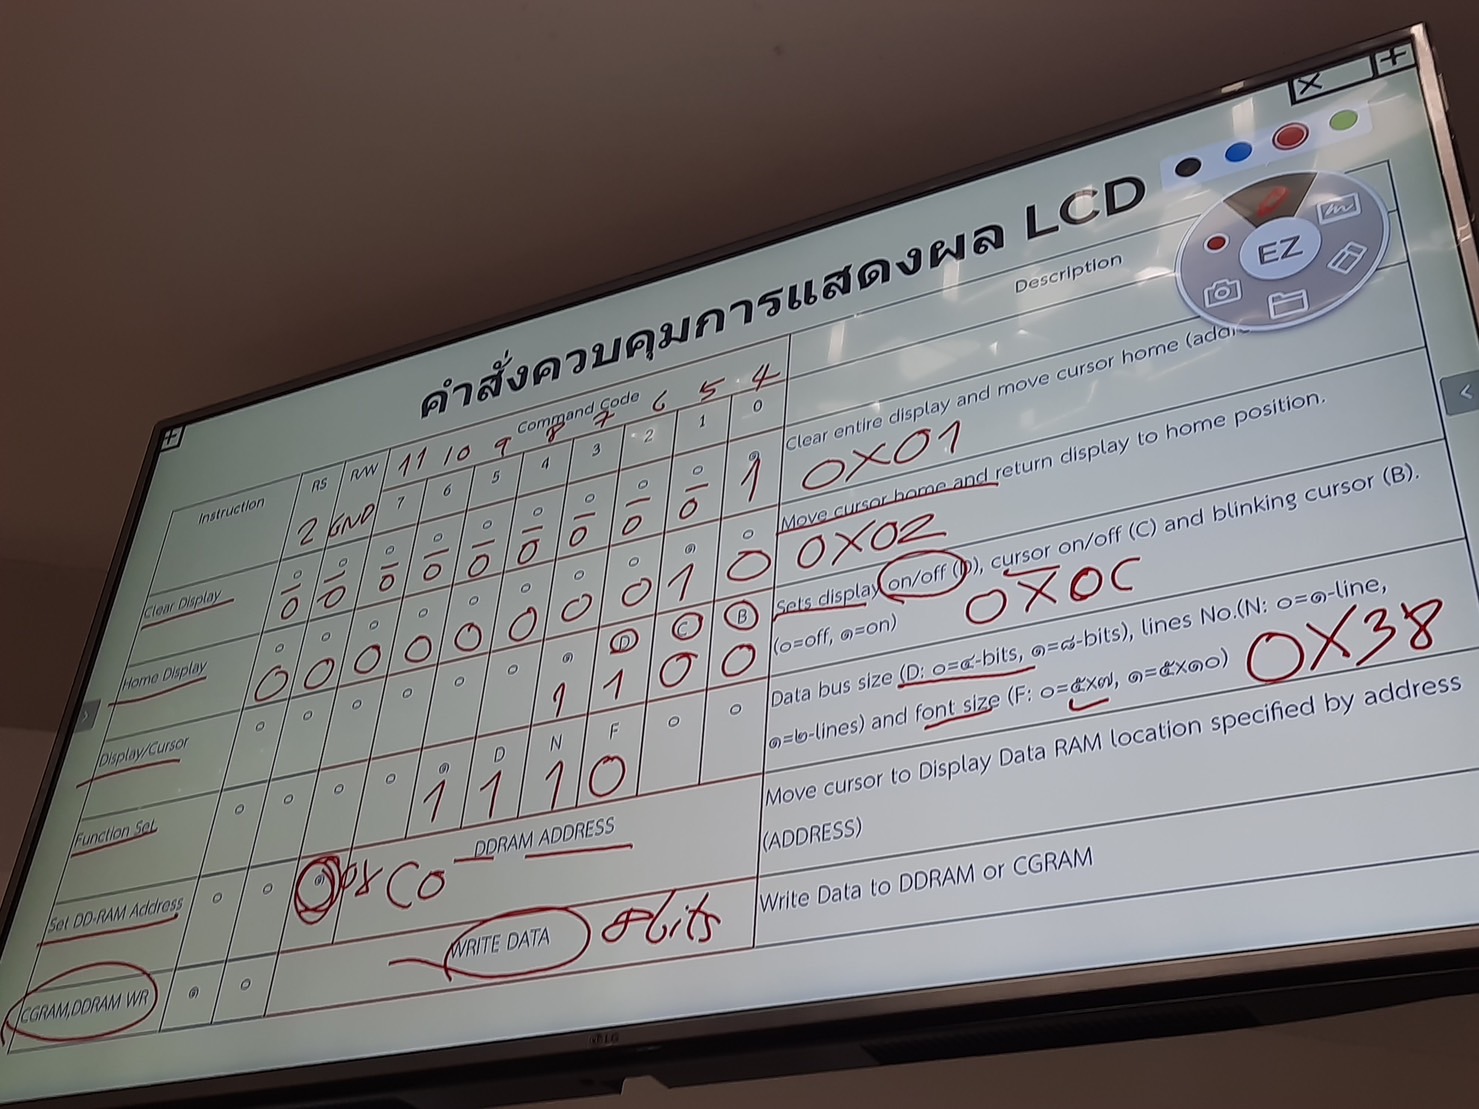 คำสั่งควบคุมการแสดงผล LCD
EZ
Instruction RS R/W Command Code Description
11 10 9 8 7 6 5 4
2 GND 7 6 5 4 3 2 1 0
Clear Display ๐ ๐ ๐ ๐ ๐ ๐ ๐ ๐ ๐ ๑ Clear entire display and move cursor home
0 0 0 0 0 0 0 0 0 1 0X01
Home Display ๐ ๐ ๐ ๐ ๐ ๐ ๐ ๐ ๑ ๐ Move cursor home and return display to home position.
0 0 0 0 0 0 0 0 1 0 0X02
Display/Cursor ๐ ๐ ๐ ๐ ๐ ๐ ๑ D C B Sets display on/off (D), cursor on/off (C) and blinking cursor (B).
1 1 0 0 (๐=off, ๑=on) 0X0C
Function Set ๐ ๐ ๐ ๐ ๑ D N F ๐ ๐ Data bus size (D: ๐=๔-bits, ๑=๘-bits), lines No.(N: ๐=๑-line,
1 1 1 0 ๑=๒-lines) and font size (F: ๐=๕x๗, ๑=๕x๑๐) 0X38
Set DD-RAM Address ๐ ๐ ๑ DDRAM ADDRESS Move cursor to Display Data RAM location specified by address
0x C0 (ADDRESS)
CGRAM,DDRAM WR ๑ ๐ WRITE DATA 8bits Write Data to DDRAM or CGRAM
LG